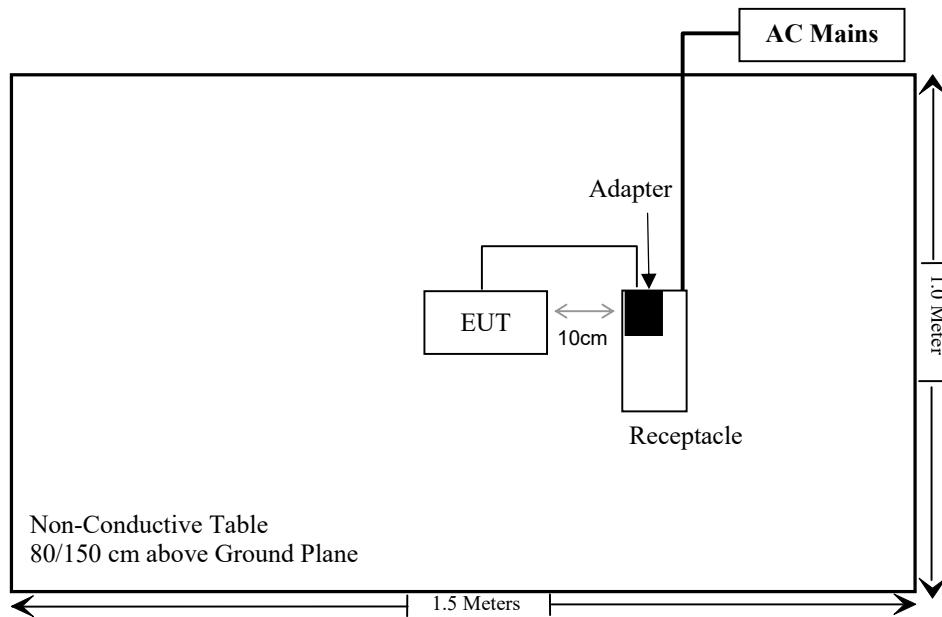 AC Mains
Adapter
EUT
10cm
1.0 Meter
Receptacle
Non-Conductive Table
80/150 cm above Ground Plane
1.5 Meters